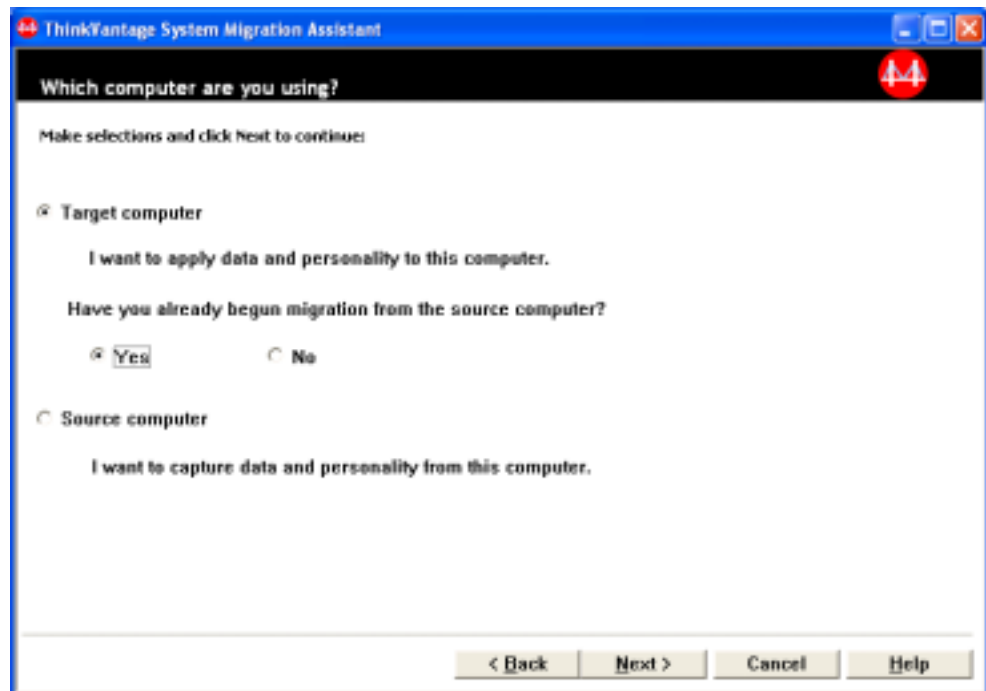 ThinkVantage System Migration Assistant
Which computer are you using?
Make selections and click Next to continue:
Target computer
I want to apply data and personality to this computer.
Have you already begun migration from the source computer?
Yes No
Source computer
I want to capture data and personality from this computer.
< Back Next > Cancel Help